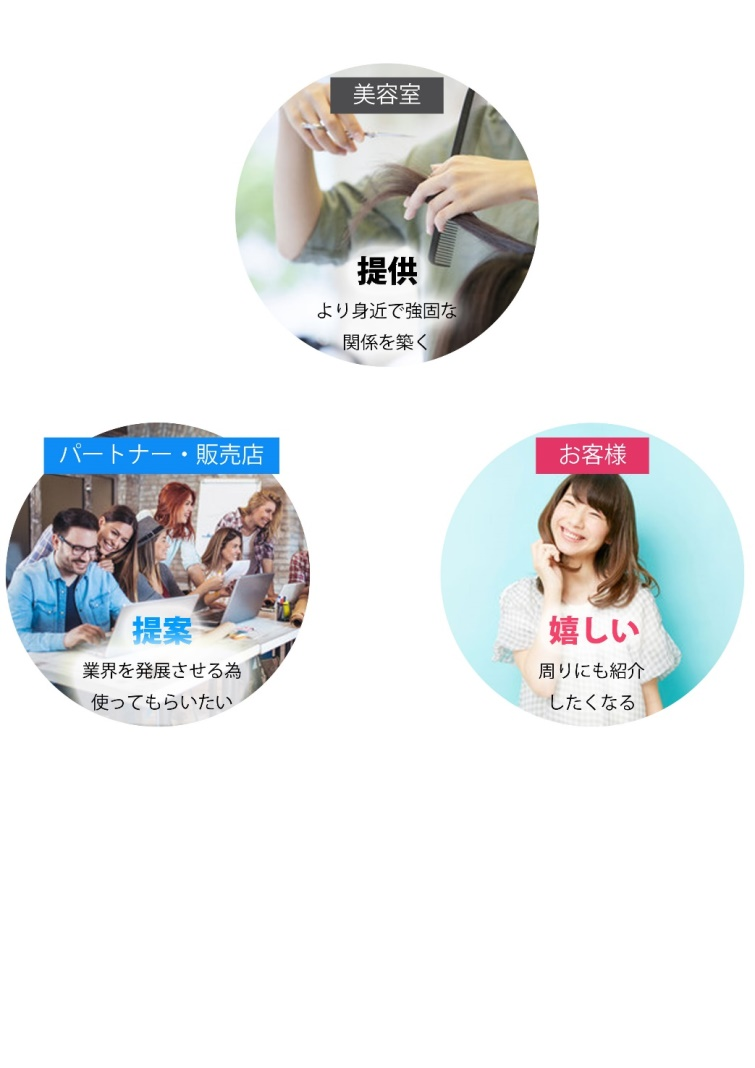 美容室
提供
より身近で強固な
関係を築く
パートナー・販売店
提案
業界を発展させる為
使ってもらいたい
お客様
嬉しい
周りにも紹介
したくなる